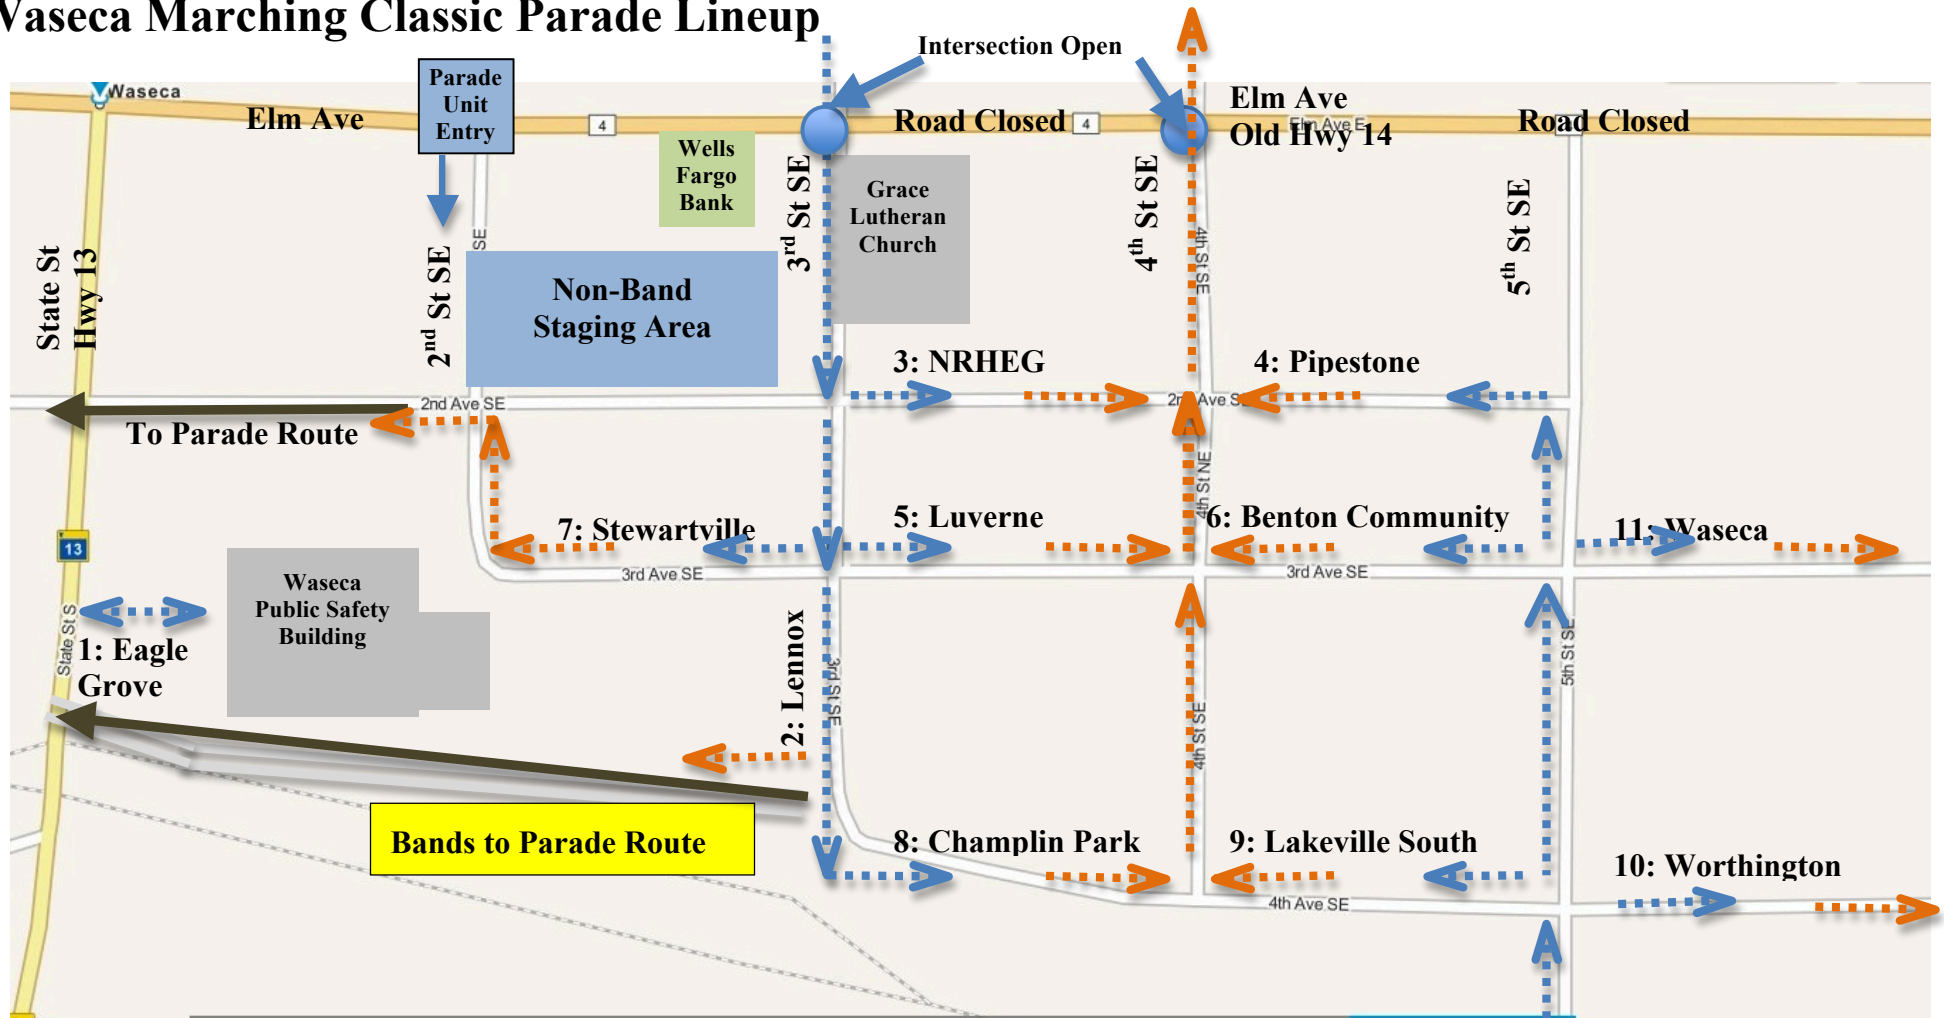 Waseca Marching Classic Parade Lineup
Intersection Open
Waseca
Parade
Unit
Entry
Elm Ave
4
Road Closed
4
Elm Ave
Old Hwy 14
Elm Ave E
Road Closed
Wells
Fargo
Bank
Grace
Lutheran
Church
State St
Hwy 13
2nd St SE
SE
3rd St SE
4th St SE
4th St SE
5th St SE
Non-Band
Staging Area
3: NRHEG
4: Pipestone
2nd Ave SE
2nd Ave SE
To Parade Route
4th St NE
7: Stewartville
5: Luverne
6: Benton Community
11: Waseca
13
3rd Ave SE
3rd Ave SE
Waseca
Public Safety
Building
State St S
1: Eagle
Grove
2: Lennox
3rd St SE
4th St SE
5th St SE
Bands to Parade Route
8: Champlin Park
9: Lakeville South
10: Worthington
4th Ave SE